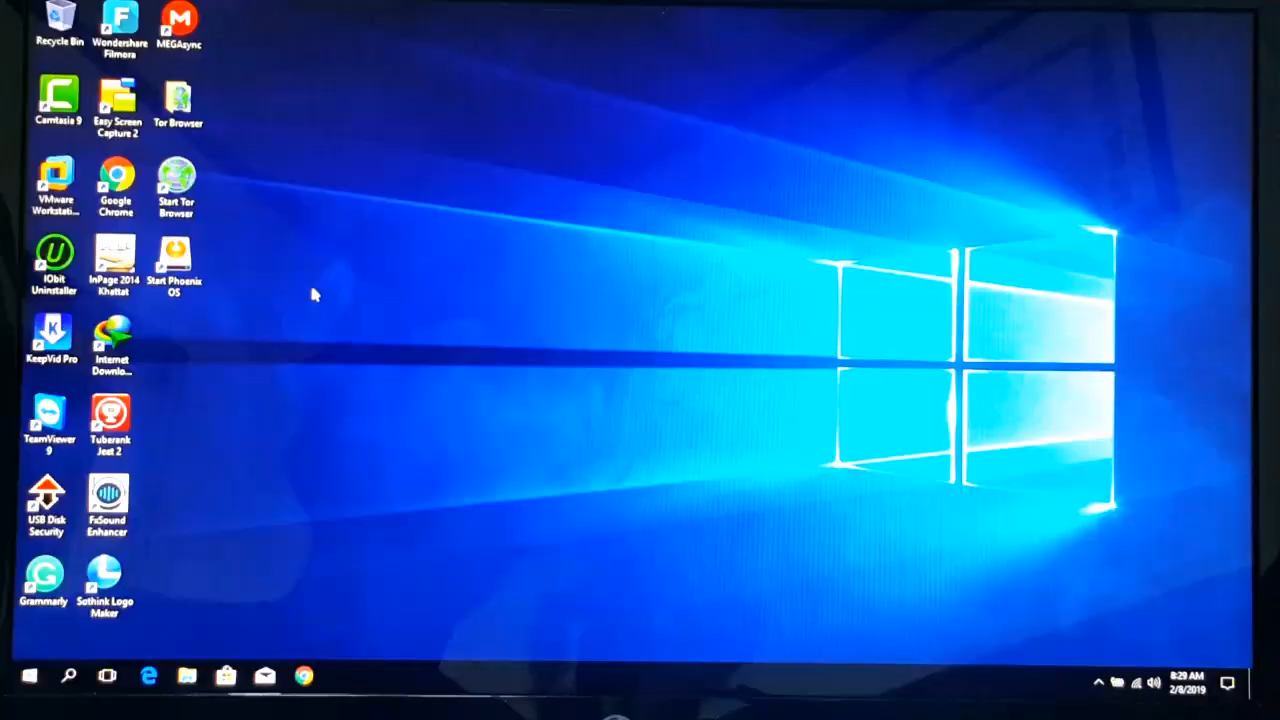 Recycle Bin
Wondershare
Filmora
MEGAsync
Camtasia 9
Easy Screen
Capture 2
Tor Browser
VMware
Workstati...
Google
Chrome
Start Tor
Browser
IObit
Uninstaller
InPage 2014
Khattat
Start Phoenix
OS
KeepVid Pro
Internet
Downlo...
TeamViewer
9
Tuberank
Jeet 2
USB Disk
Security
FxSound
Enhancer
Grammarly
Sothink Logo
Maker
8:29 AM
2/8/2019